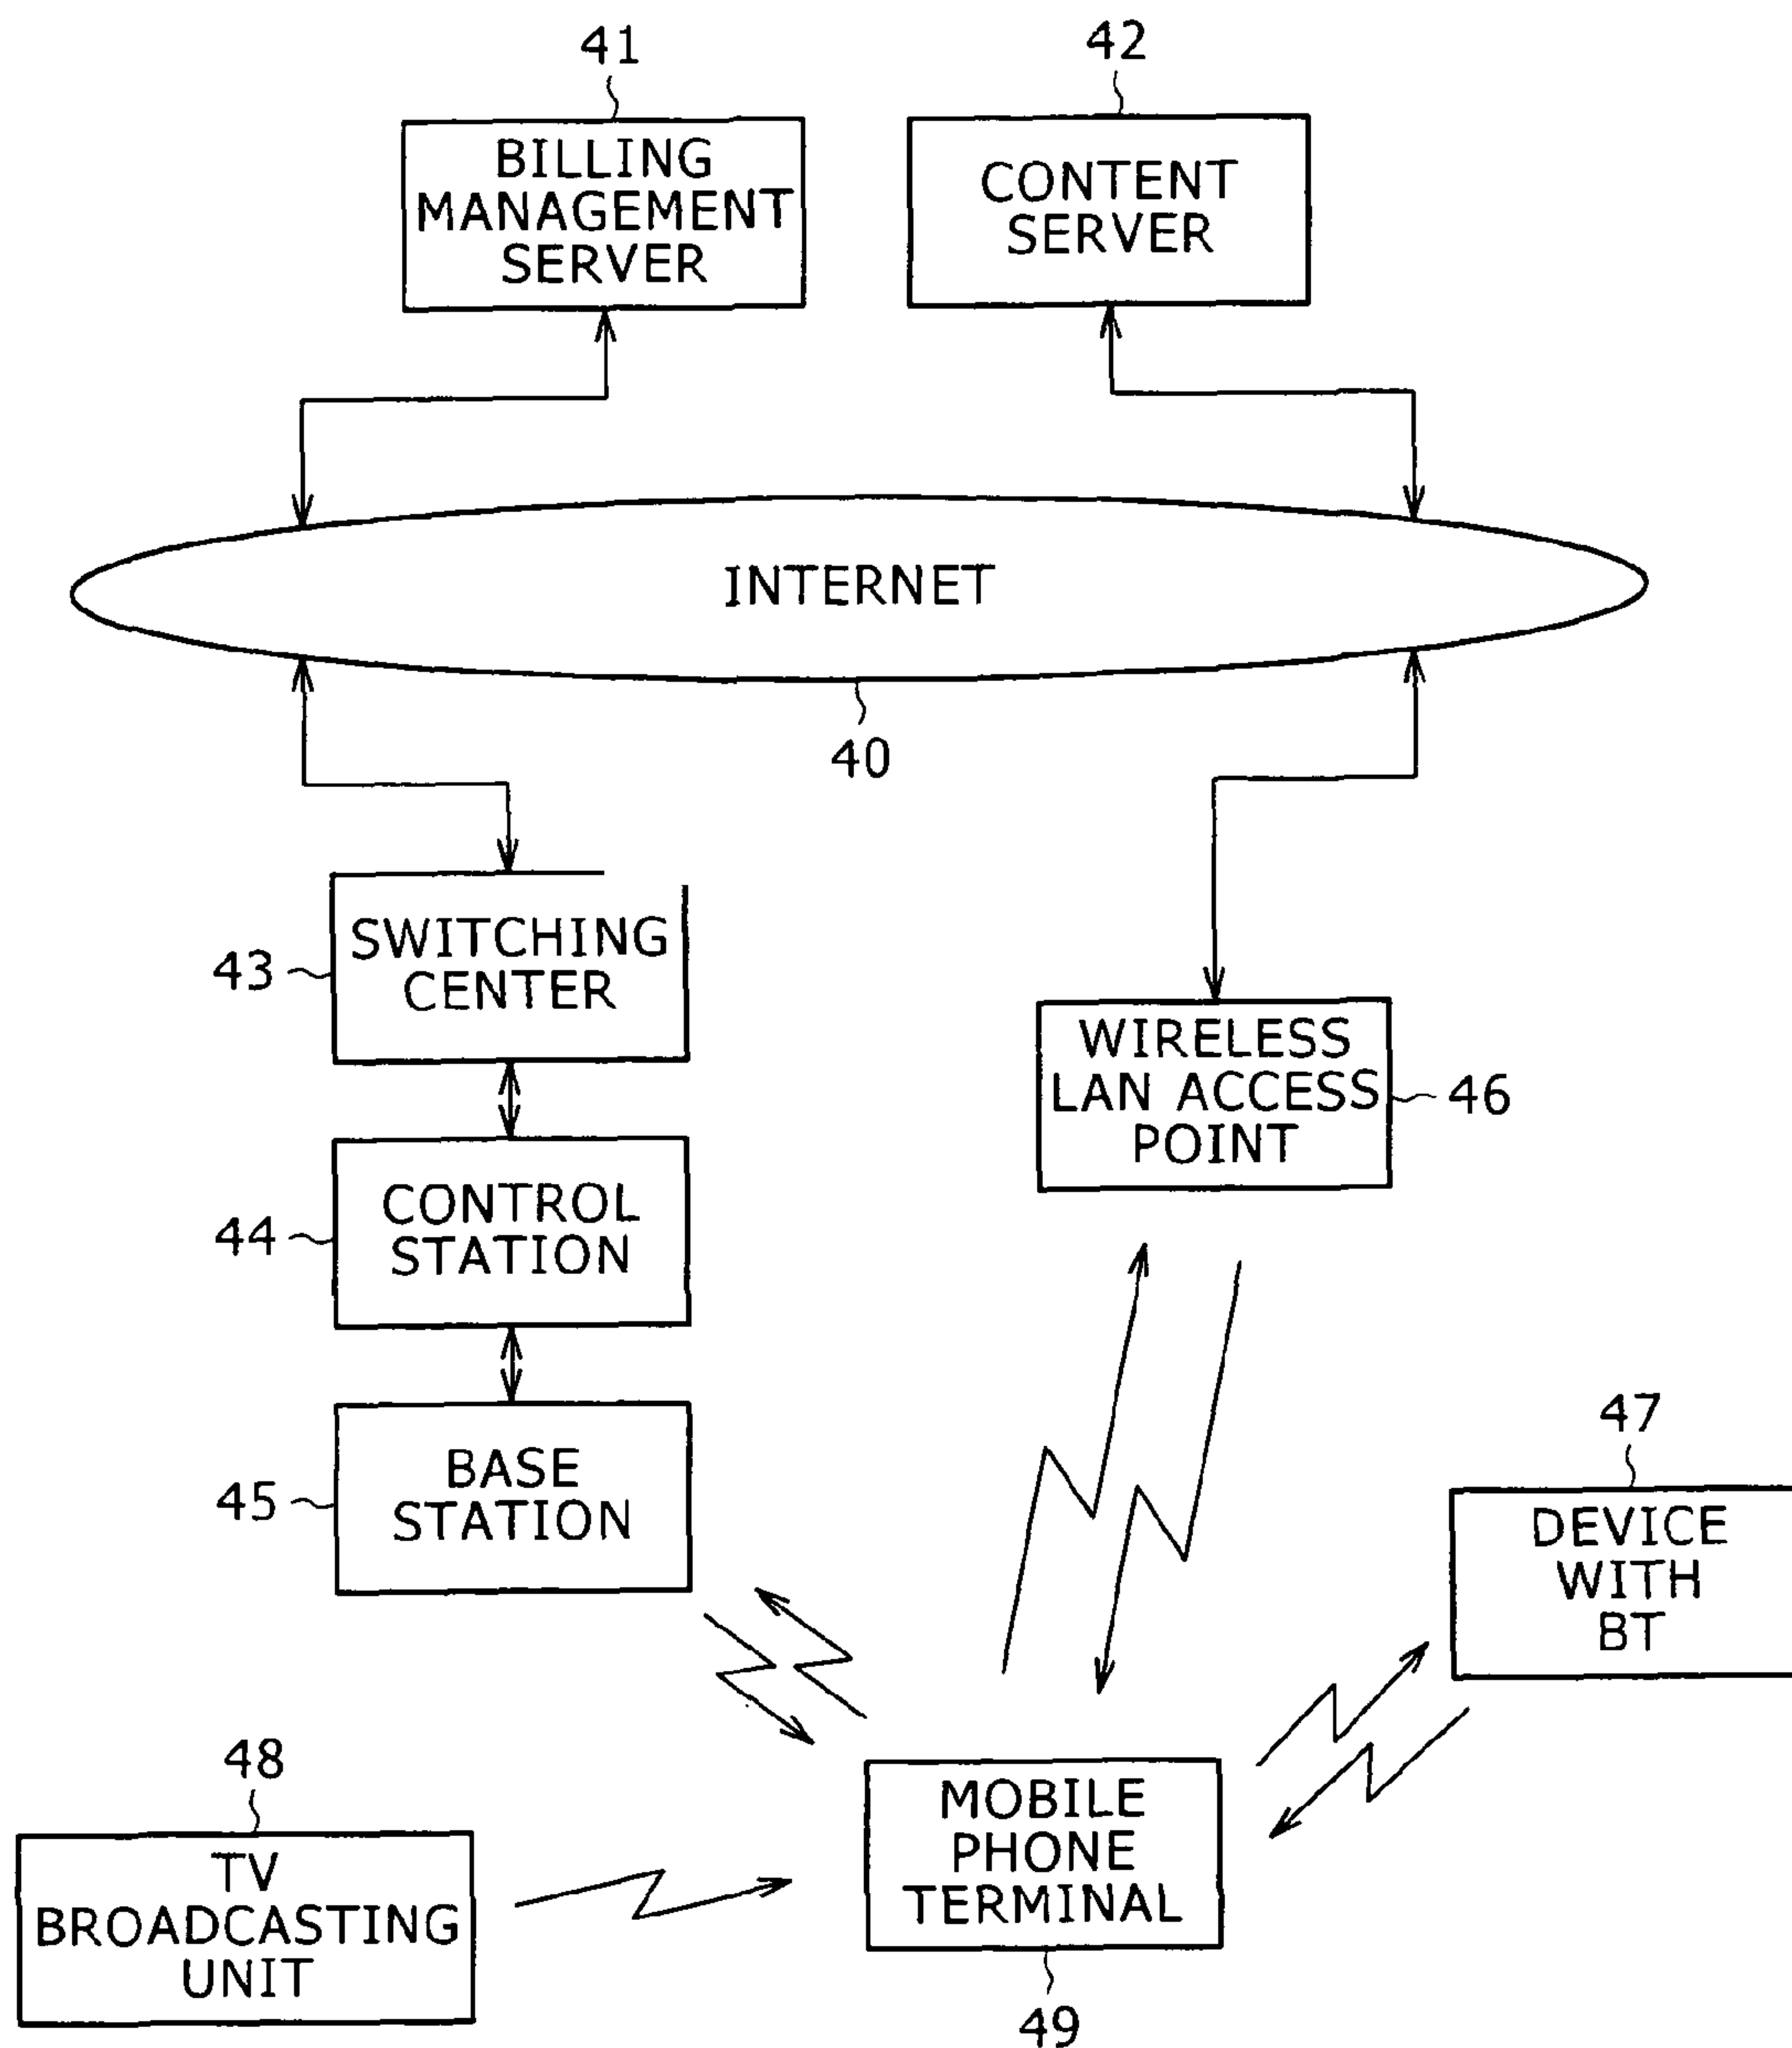 41
42
BILLING
MANAGEMENT
SERVER
CONTENT
SERVER
INTERNET
40
43
SWITCHING
CENTER
WIRELESS
LAN ACCESS
POINT
46
44
CONTROL
STATION
45
BASE
STATION
47
DEVICE
WITH
BT
48
TV
BROADCASTING
UNIT
MOBILE
PHONE
TERMINAL
49